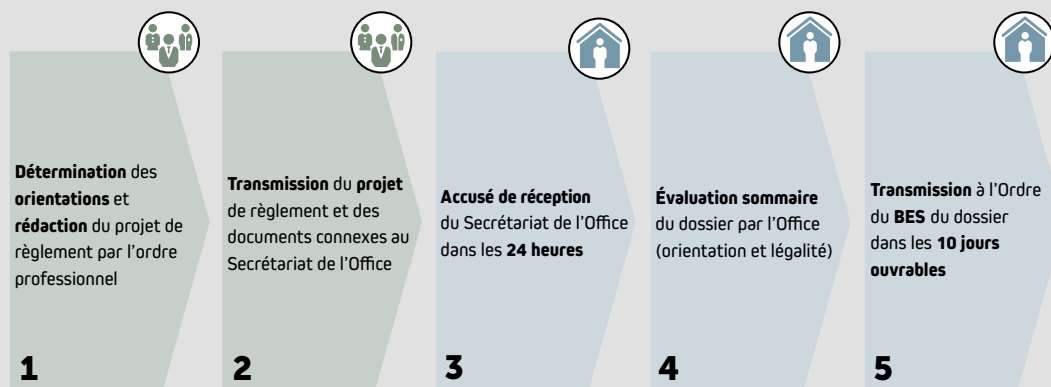 Détermination des
orientations et
rédaction du projet de
règlement par l'ordre
professionnel
1
Transmission du projet
de règlement et des
documents connexes au
Secrétariat de l'Office
2
Accusé de réception
du Secrétariat de l'Office
dans les 24 heures
3
Évaluation sommaire
du dossier par l'Office
(orientation et légalité)
4
Transmission à l'Ordre
du BES du dossier
dans les 10 jours
ouvrables
5